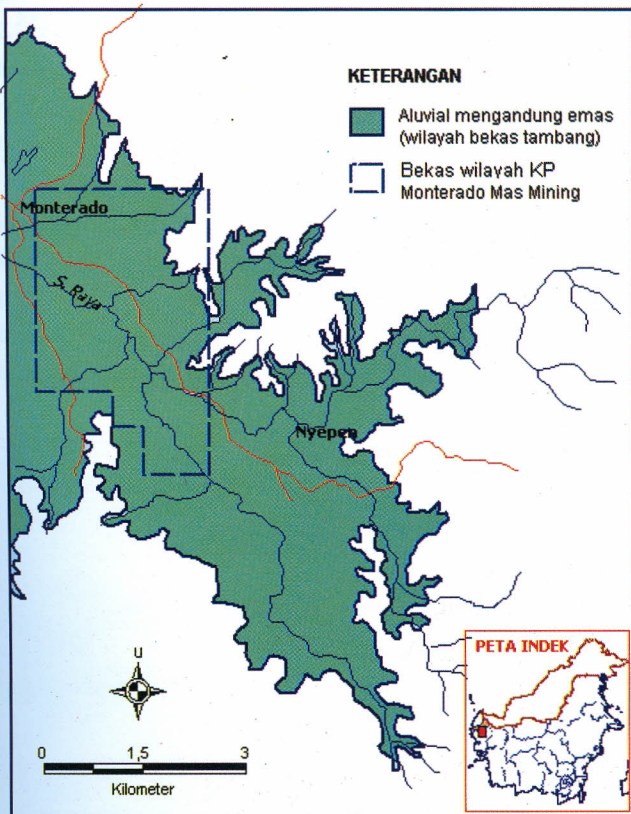 KETERANGAN
Aluvial mengandung emas
(wilayah bekas tambang)
Bekas wilayah KP
Monterado Mas Mining
Monterado
S. Raya
Nyepen
u
0 1,5 3
Kilometer
PETA INDEK